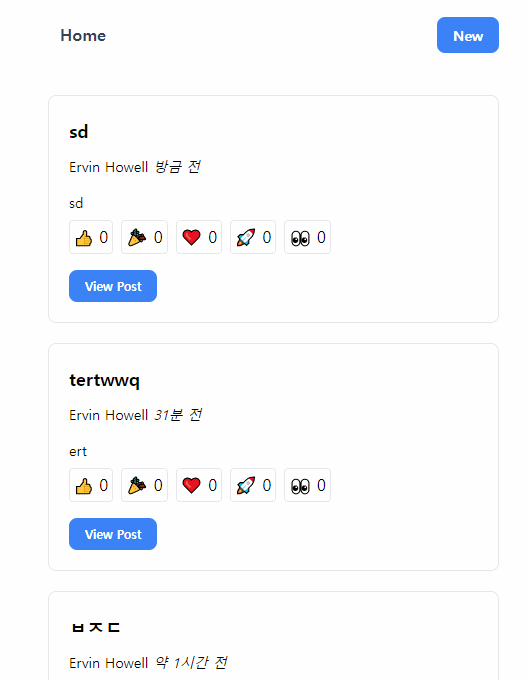 Home
New
sd
Ervin Howell 방금 전
sd
👍 0 🎉 0 ❤️ 0 🚀 0 👀 0
View Post
tertwwq
Ervin Howell 31분 전
ert
👍 0 🎉 0 ❤️ 0 🚀 0 👀 0
View Post
ㅂㅈㄷ
Ervin Howell 약 1시간 전